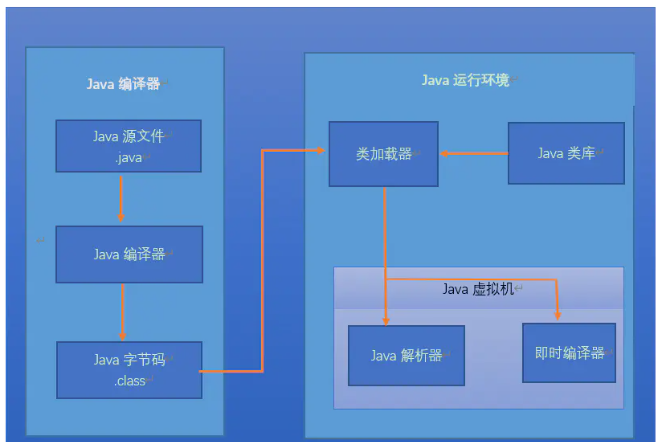 Java 编译器
Java 源文件
.java
Java 编译器
Java 字节码
.class
Java 运行环境
类加载器
Java 类库
Java 虚拟机
Java 解析器
即时编译器